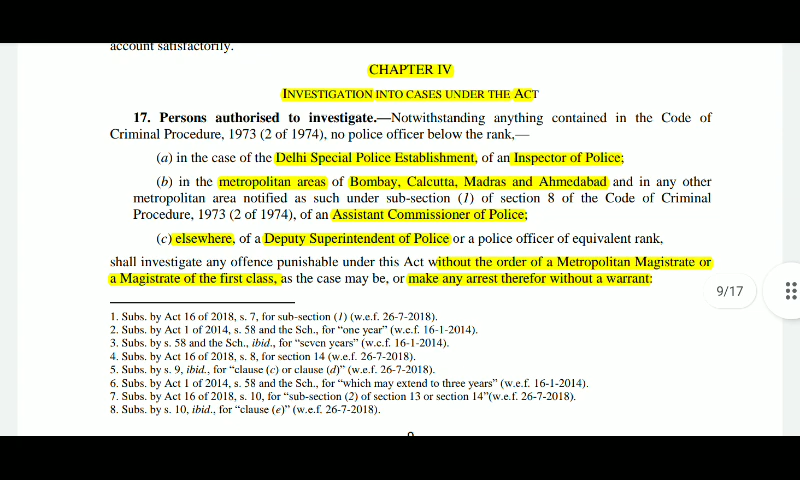 account satisfactorily.
CHAPTER IV
INVESTIGATION INTO CASES UNDER THE ACT
17. Persons authorised to investigate.—Notwithstanding anything contained in the Code of
Criminal Procedure, 1973 (2 of 1974), no police officer below the rank,—
(a) in the case of the Delhi Special Police Establishment, of an Inspector of Police;
(b) in the metropolitan areas of Bombay, Calcutta, Madras and Ahmedabad and in any other
metropolitan area notified as such under sub-section (1) of section 8 of the Code of Criminal
Procedure, 1973 (2 of 1974), of an Assistant Commissioner of Police;
(c) elsewhere, of a Deputy Superintendent of Police or a police officer of equivalent rank,
shall investigate any offence punishable under this Act without the order of a Metropolitan Magistrate or
a Magistrate of the first class, as the case may be, or make any arrest therefor without a warrant:
9/17
1. Subs. by Act 16 of 2018, s. 7, for sub-section (1) (w.e.f. 26-7-2018).
2. Subs. by Act 1 of 2014, s. 58 and the Sch., for “one year” (w.e.f. 16-1-2014).
3. Subs. by s. 58 and the Sch., ibid., for “seven years” (w.e.f. 16-1-2014).
4. Subs. by Act 16 of 2018, s. 8, for section 14 (w.e.f. 26-7-2018).
5. Subs. by s. 9, ibid., for “clause (c) or clause (d)” (w.e.f. 26-7-2018).
6. Subs. by Act 1 of 2014, s. 58 and the Sch., for “which may extend to three years” (w.e.f. 16-1-2014).
7. Subs. by Act 16 of 2018, s. 10, for “sub-section (2) of section 13 or section 14”(w.e.f. 26-7-2018).
8. Subs. by s. 10, ibid., for “clause (e)” (w.e.f. 26-7-2018).